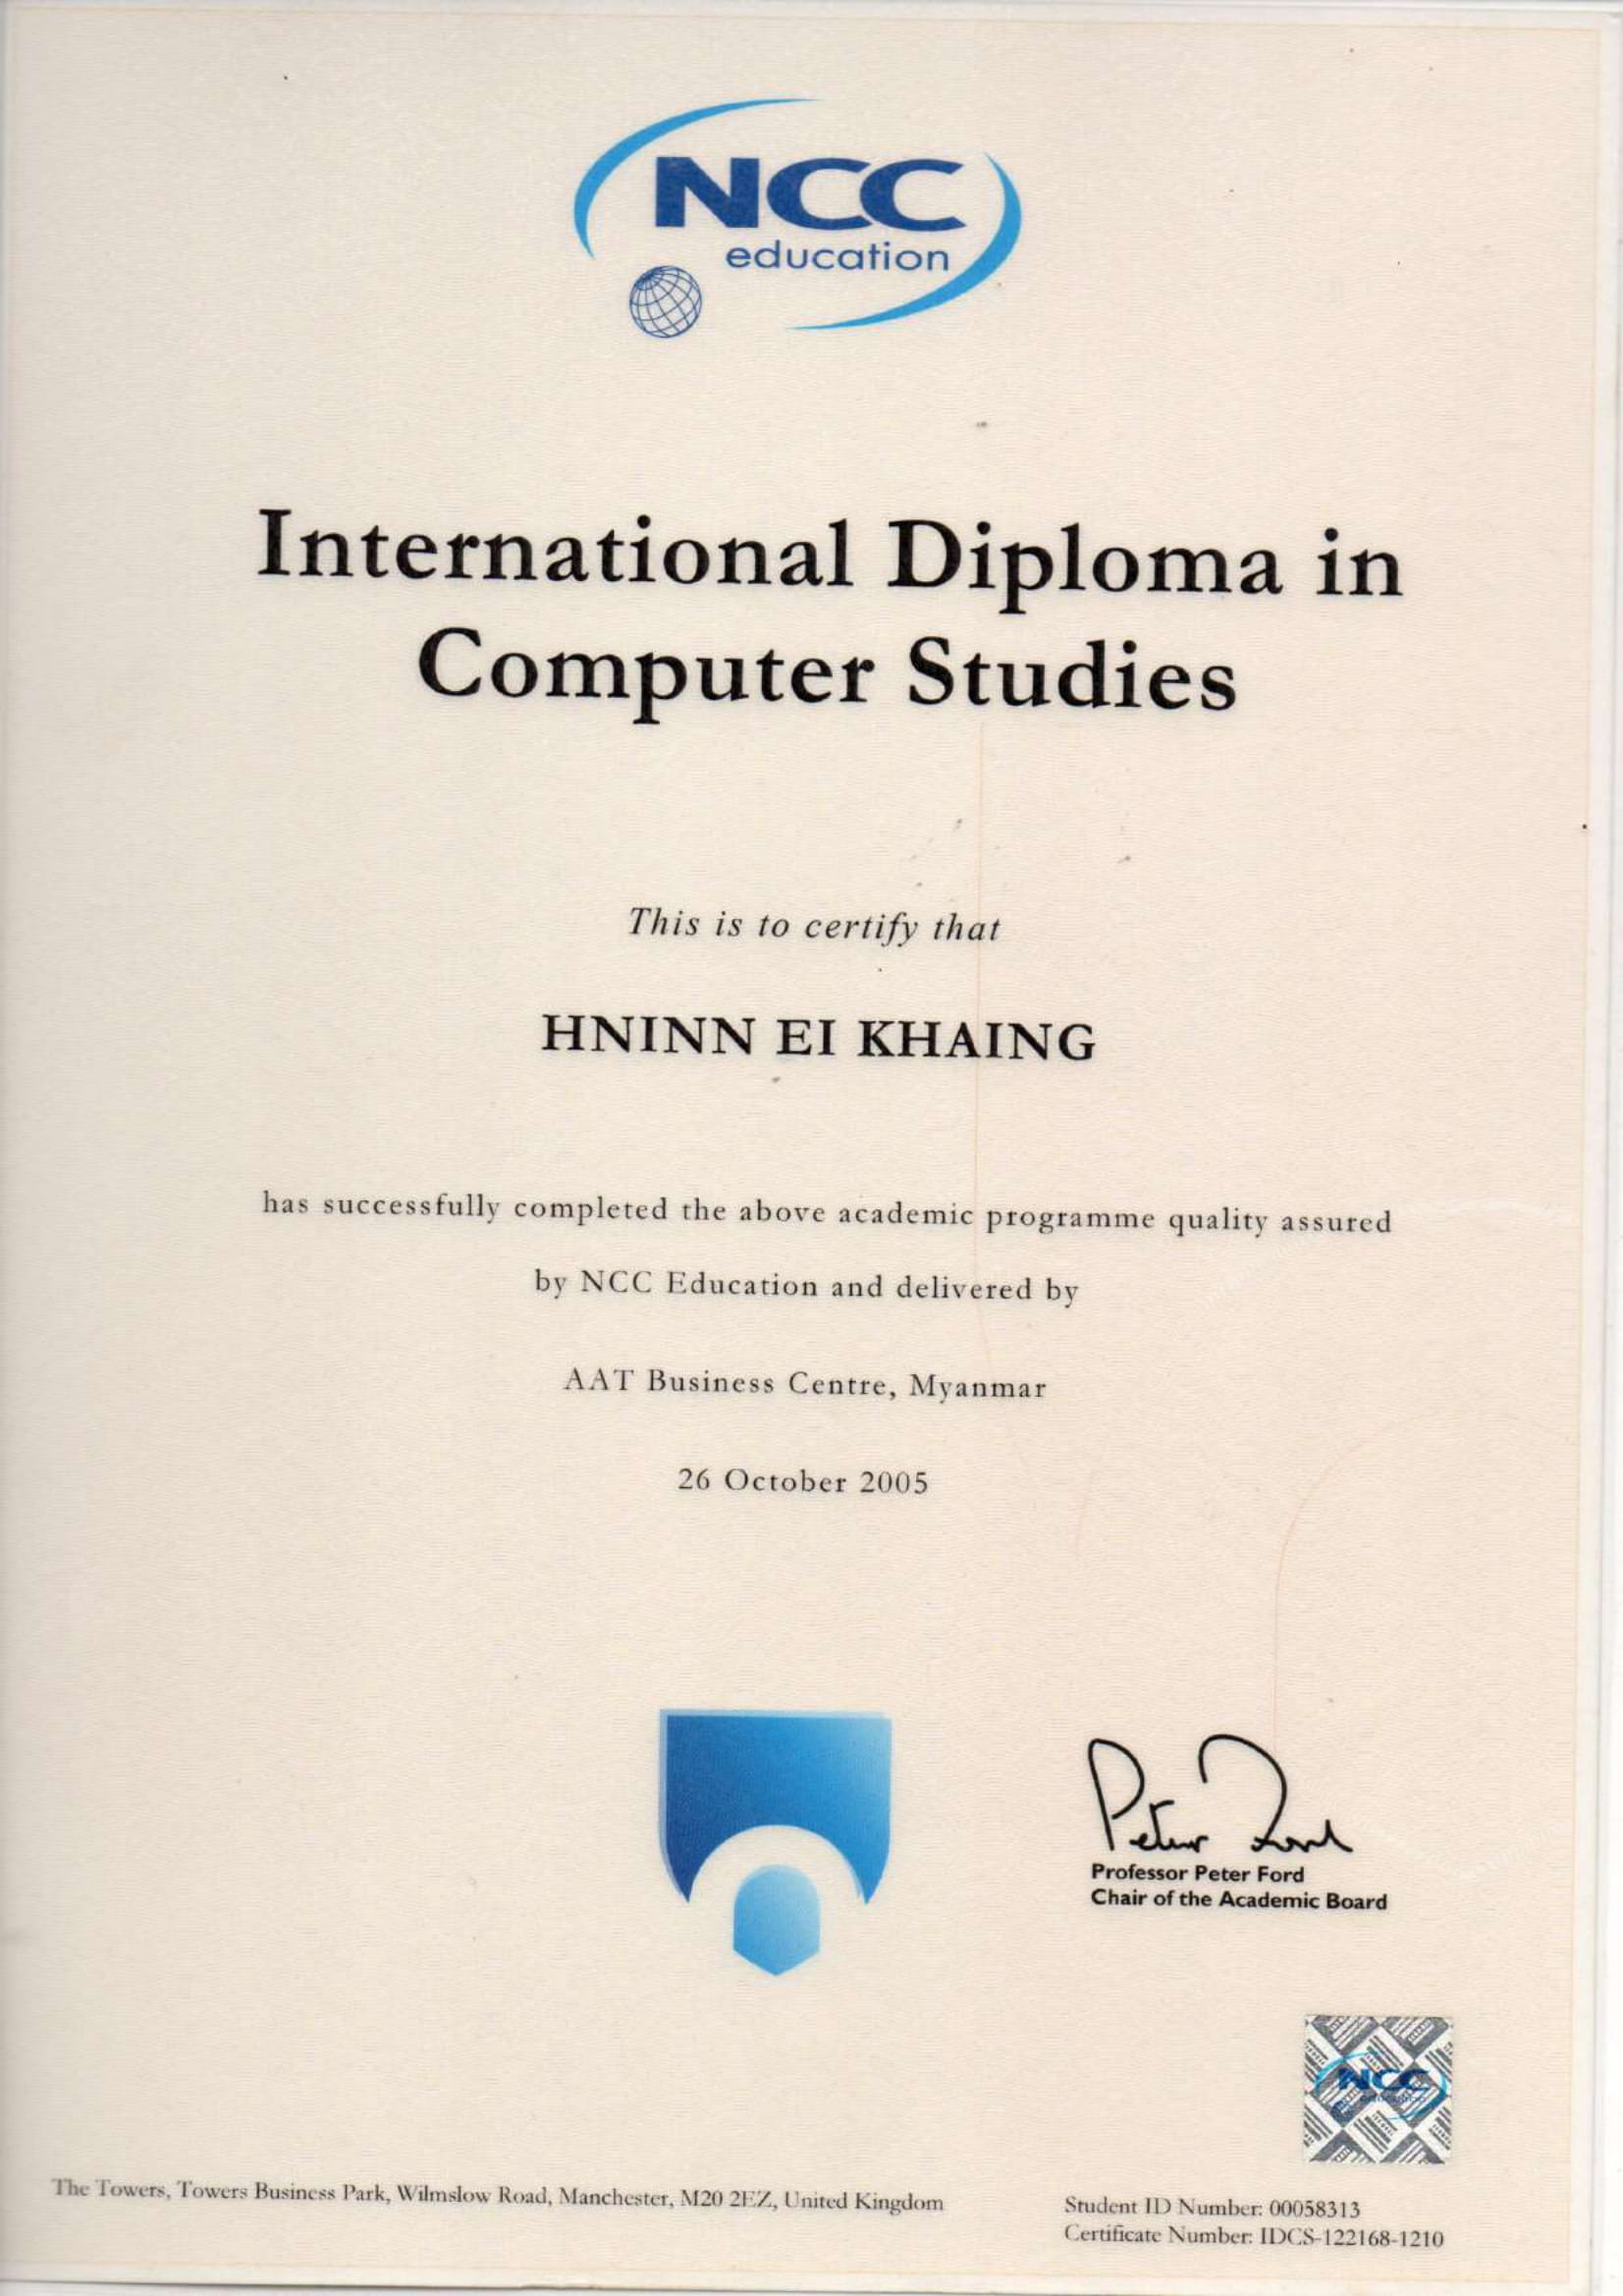 NCC
education
International Diploma in
Computer Studies
This is to certify that
HNINN EI KHAING
has successfully completed the above academic programme quality assured
by NCC Education and delivered by
AAT Business Centre, Myanmar
26 October 2005
Peter Ford
Professor Peter Ford
Chair of the Academic Board
NCC
education
The Towers, Towers Business Park, Wilmslow Road, Manchester, M20 2EZ, United Kingdom
Student ID Number: 00058313
Certificate Number: IDCS-122168-1210